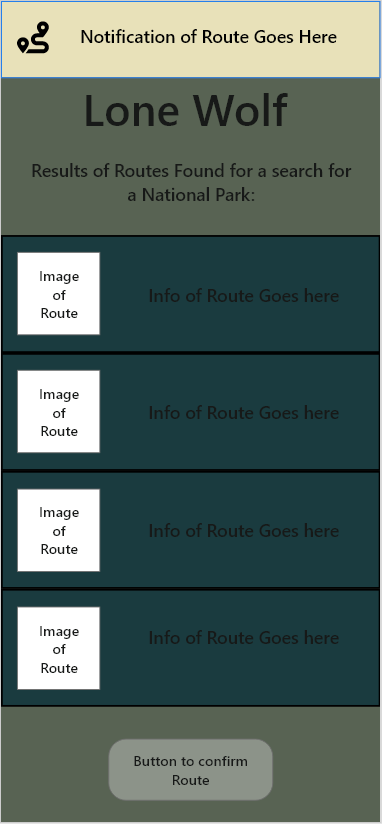 Notification of Route Goes Here
Lone Wolf
Results of Routes Found for a search for
a National Park:
Image
of
Route
Info of Route Goes here
Image
of
Route
Info of Route Goes here
Image
of
Route
Info of Route Goes here
Image
of
Route
Info of Route Goes here
Button to confirm
Route